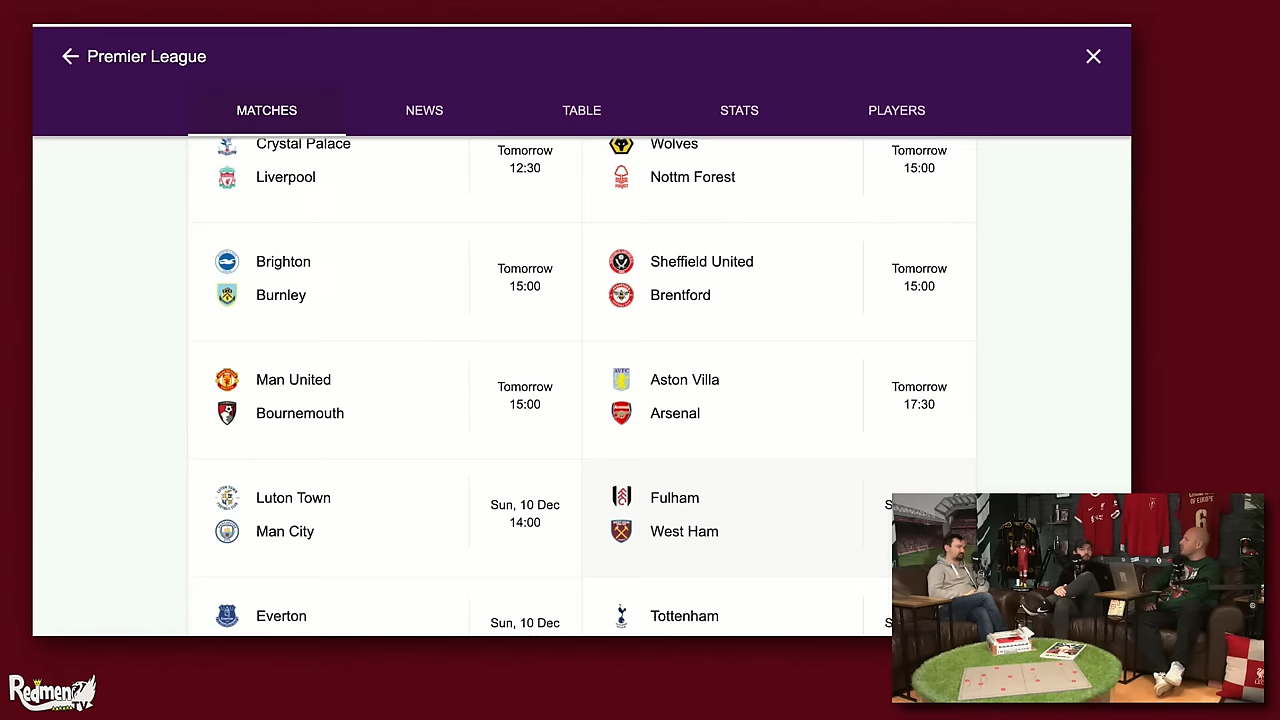 Premier League
MATCHES
NEWS
TABLE
STATS
PLAYERS
Crystal Palace
Liverpool
Tomorrow
12:30
Wolves
Nottm Forest
Tomorrow
15:00
Brighton
Burnley
Tomorrow
15:00
Sheffield United
Brentford
Tomorrow
15:00
Man United
Bournemouth
Tomorrow
15:00
Aston Villa
Arsenal
Tomorrow
17:30
Luton Town
Man City
Sun, 10 Dec
14:00
Fulham
West Ham
Everton
Sun, 10 Dec
Tottenham
OF EUROPE
6
Redmen TV